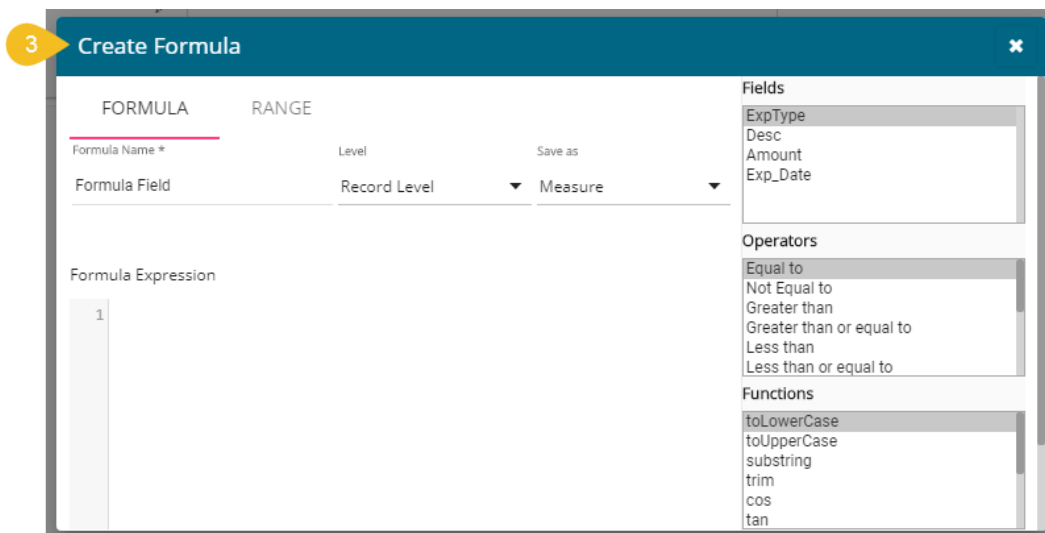 3
Create Formula
FORMULA RANGE
Formula Name * Level Save as
Formula Field Record Level Measure
Formula Expression
1
Fields
ExpType
Desc
Amount
Exp_Date
Operators
Equal to
Not Equal to
Greater than
Greater than or equal to
Less than
Less than or equal to
Functions
toLowerCase
toUpperCase
substring
trim
cos
tan